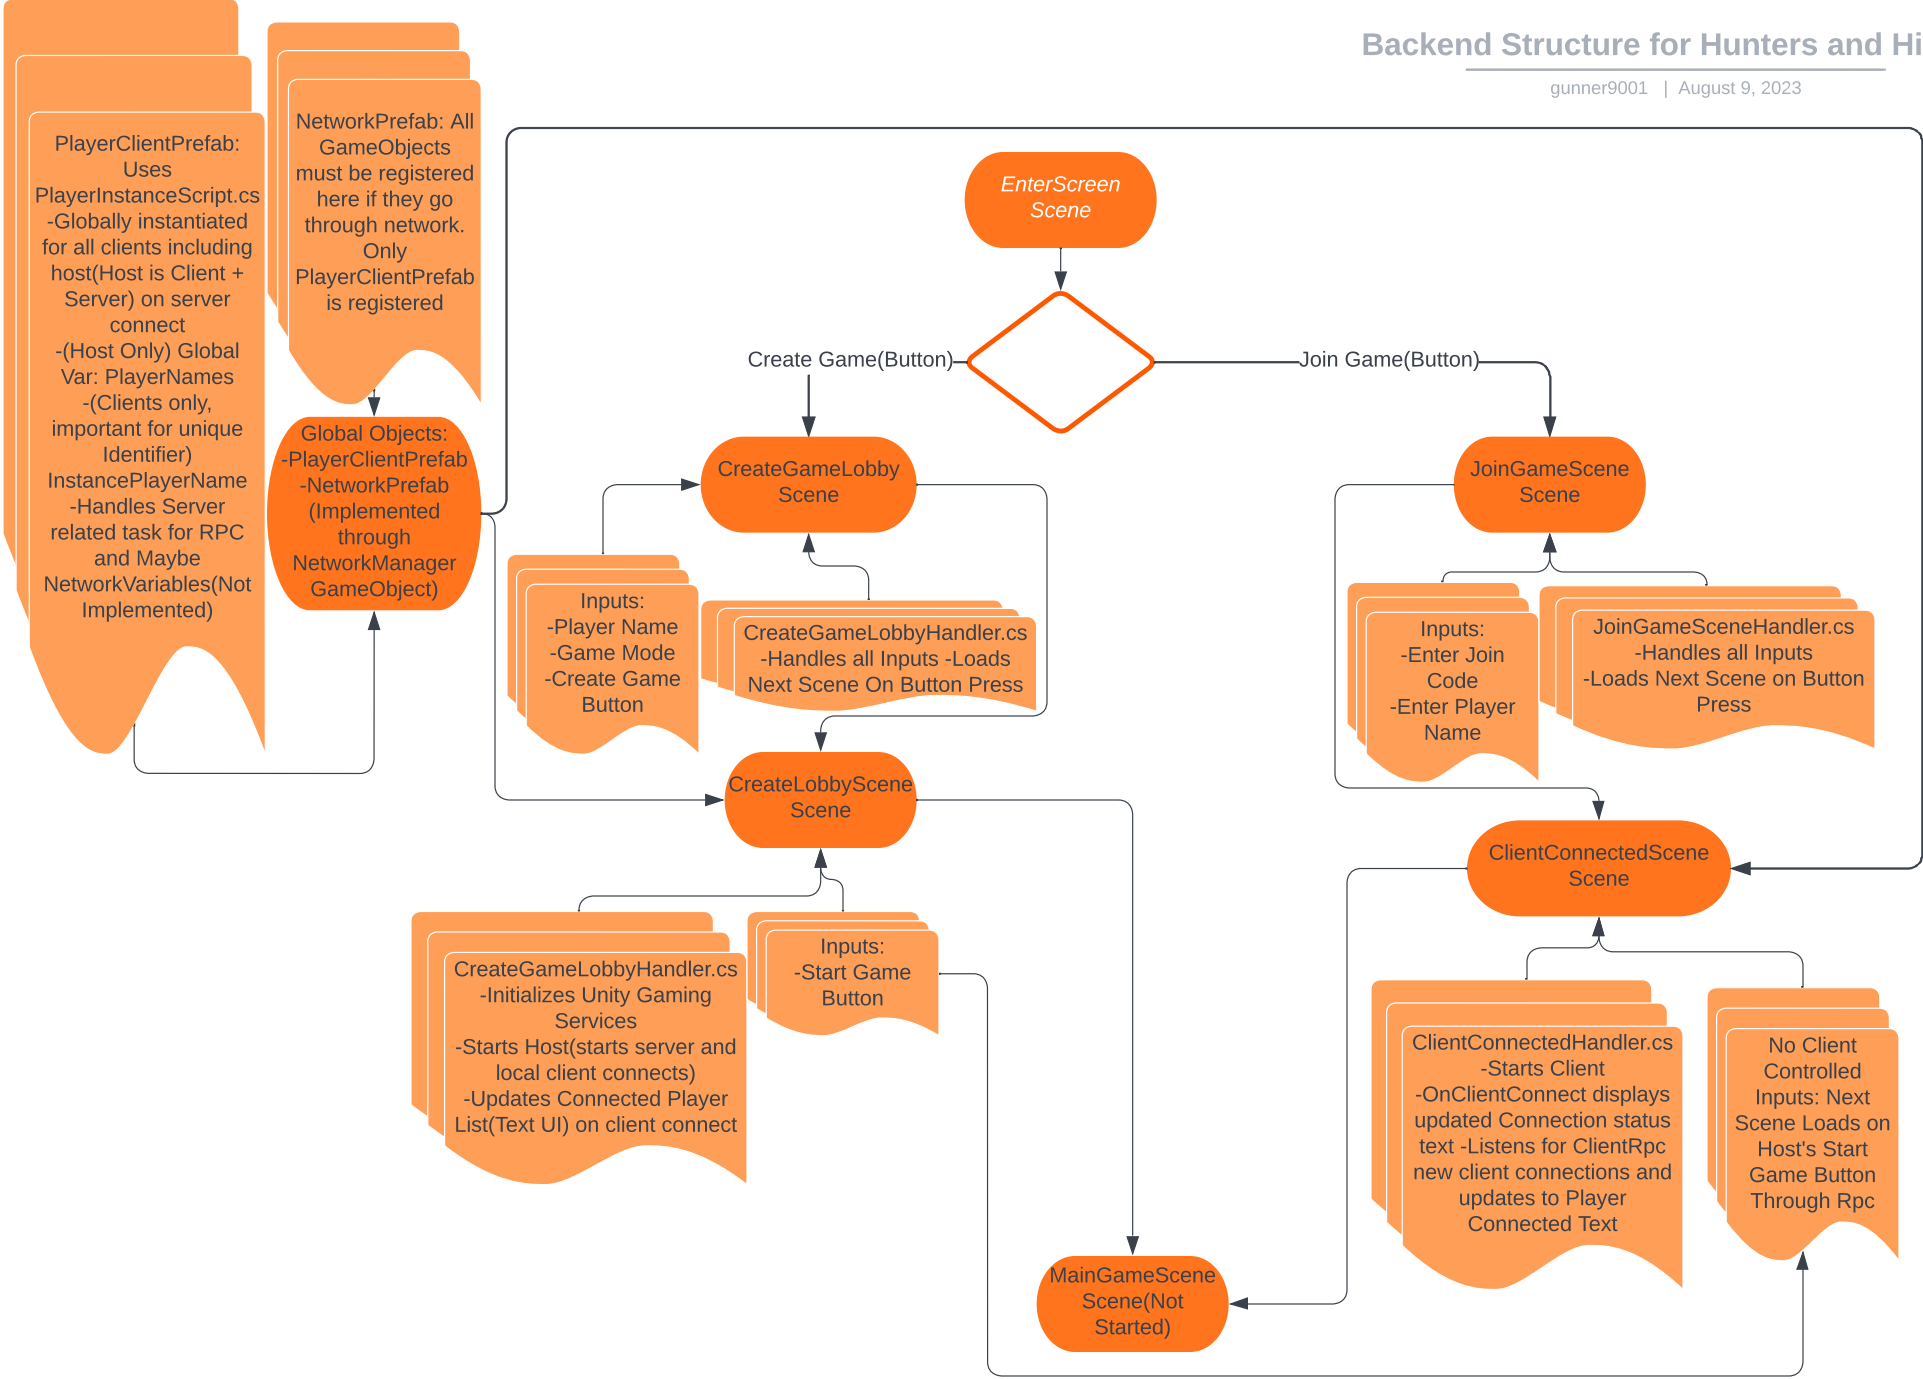 Backend Structure for Hunters and Hi
gunner9001 | August 9, 2023
PlayerClientPrefab:
Uses
PlayerInstanceScript.cs
-Globally instantiated
for all clients including
host(Host is Client +
Server) on server
connect
-(Host Only) Global
Var: PlayerNames
-(Clients only,
important for unique
Identifier)
InstancePlayerName
-Handles Server
related task for RPC
and Maybe
NetworkVariables(Not
Implemented)
NetworkPrefab: All
GameObjects
must be registered
here if they go
through network.
Only
PlayerClientPrefab
is registered
Global Objects:
-PlayerClientPrefab
-NetworkPrefab
(Implemented
through
NetworkManager
GameObject)
EnterScreen
Scene
Create Game(Button)
Join Game(Button)
CreateGameLobby
Scene
JoinGameScene
Scene
Inputs:
-Player Name
-Game Mode
-Create Game
Button
CreateGameLobbyHandler.cs
-Handles all Inputs -Loads
Next Scene On Button Press
Inputs:
-Enter Join
Code
-Enter Player
Name
JoinGameSceneHandler.cs
-Handles all Inputs
-Loads Next Scene on Button
Press
CreateLobbyScene
Scene
ClientConnectedScene
Scene
CreateGameLobbyHandler.cs
-Initializes Unity Gaming
Services
-Starts Host(starts server and
local client connects)
-Updates Connected Player
List(Text UI) on client connect
Inputs:
-Start Game
Button
ClientConnectedHandler.cs
-Starts Client
-OnClientConnect displays
updated Connection status
text -Listens for ClientRpc
new client connections and
updates to Player
Connected Text
No Client
Controlled
Inputs: Next
Scene Loads on
Host's Start
Game Button
Through Rpc
MainGameScene
Scene(Not
Started)